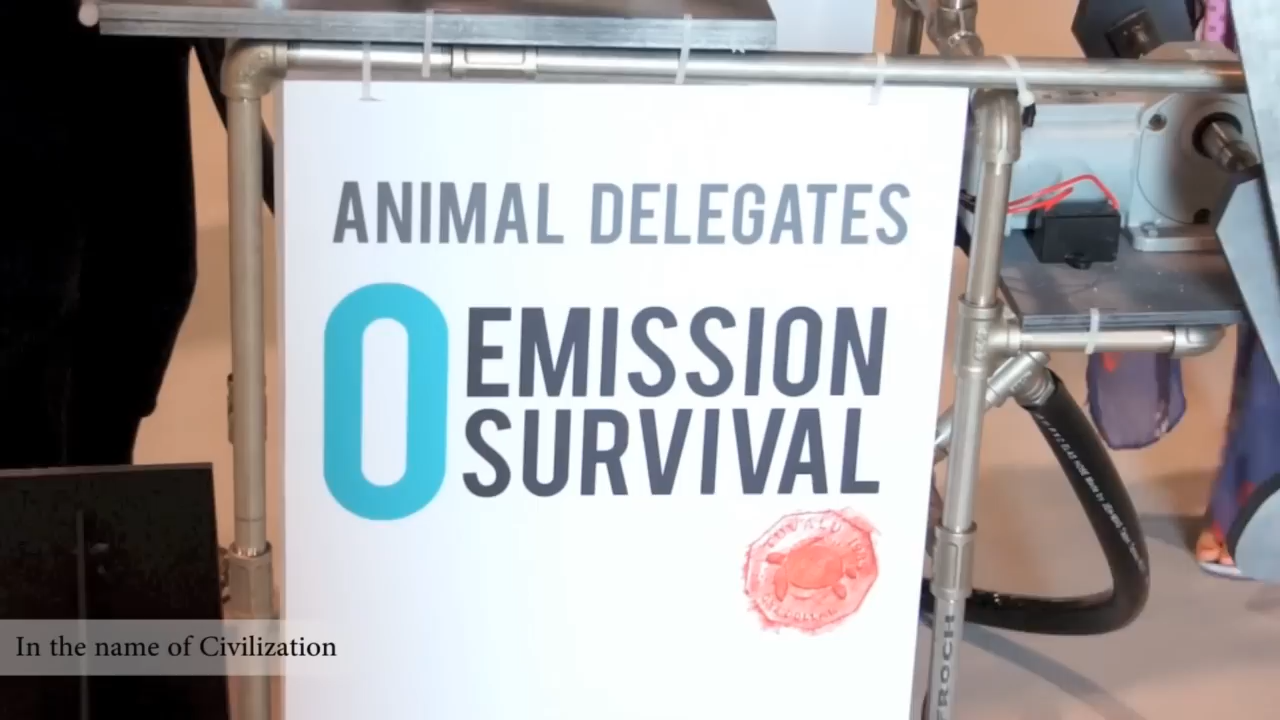 ANIMAL DELEGATES
0 EMISSION
SURVIVAL
In the name of Civilization